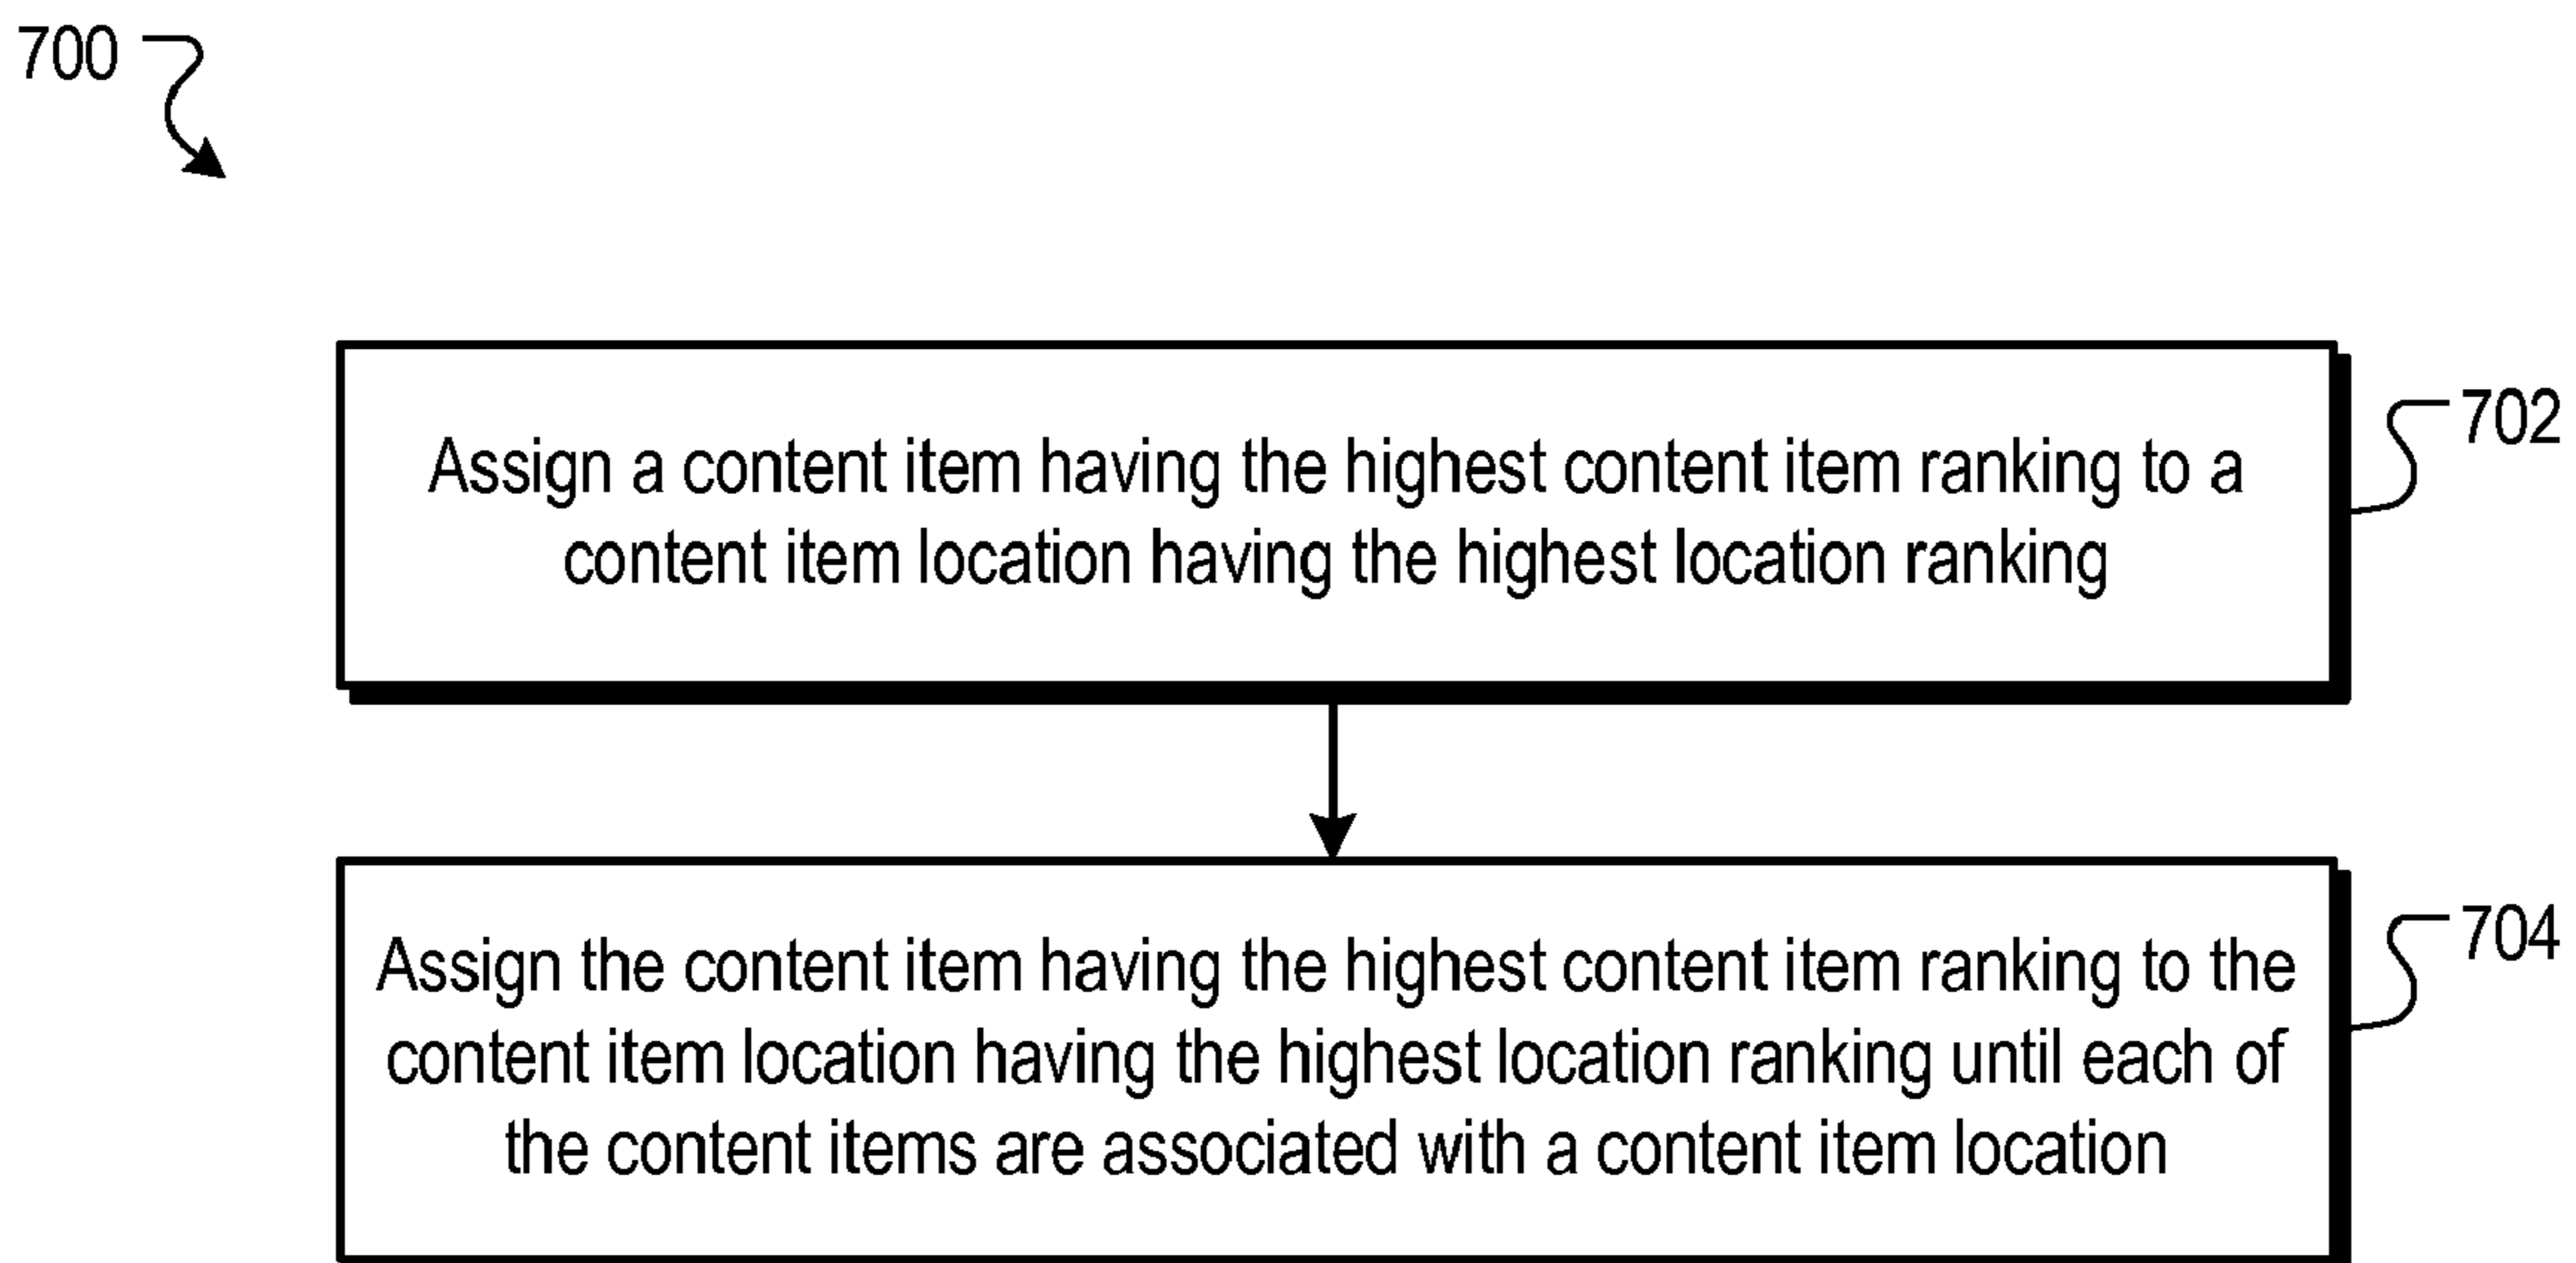 700
Assign a content item having the highest content item ranking to a
content item location having the highest location ranking
702
Assign the content item having the highest content item ranking to the
content item location having the highest location ranking until each of
the content items are associated with a content item location
704